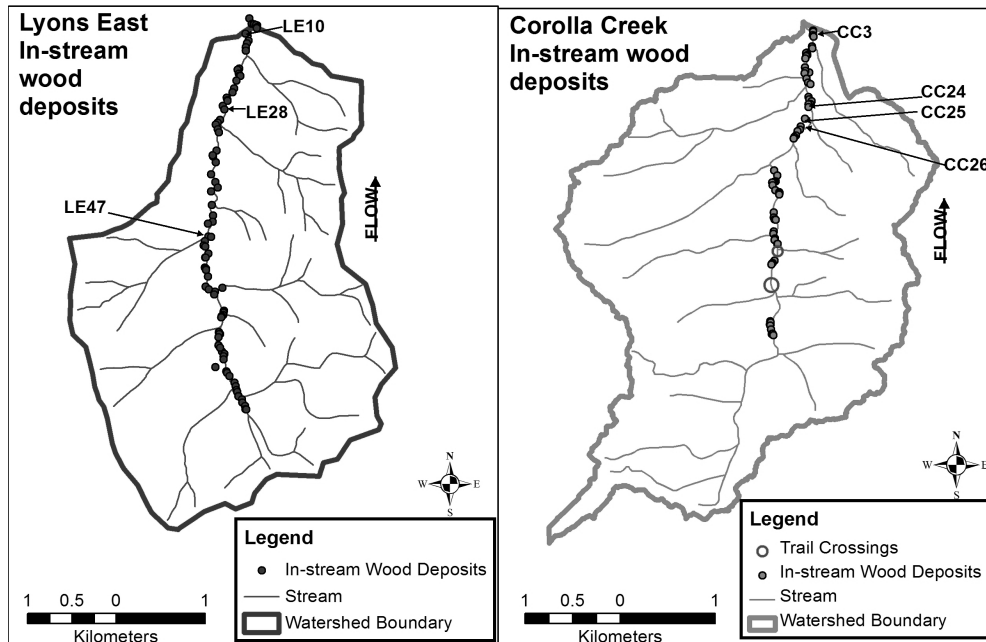 Lyons East
In-stream
wood
deposits
LE10
LE28
LE47
FLOW
N
W E
S
Legend
In-stream Wood Deposits
Stream
Watershed Boundary
1 0.5 0 1
Kilometers
Corolla Creek
In-stream wood
deposits
CC3
CC24
CC25
CC26
FLOW
N
W E
S
Legend
Trail Crossings
In-stream Wood Deposits
Stream
Watershed Boundary
1 0.5 0 1
Kilometers